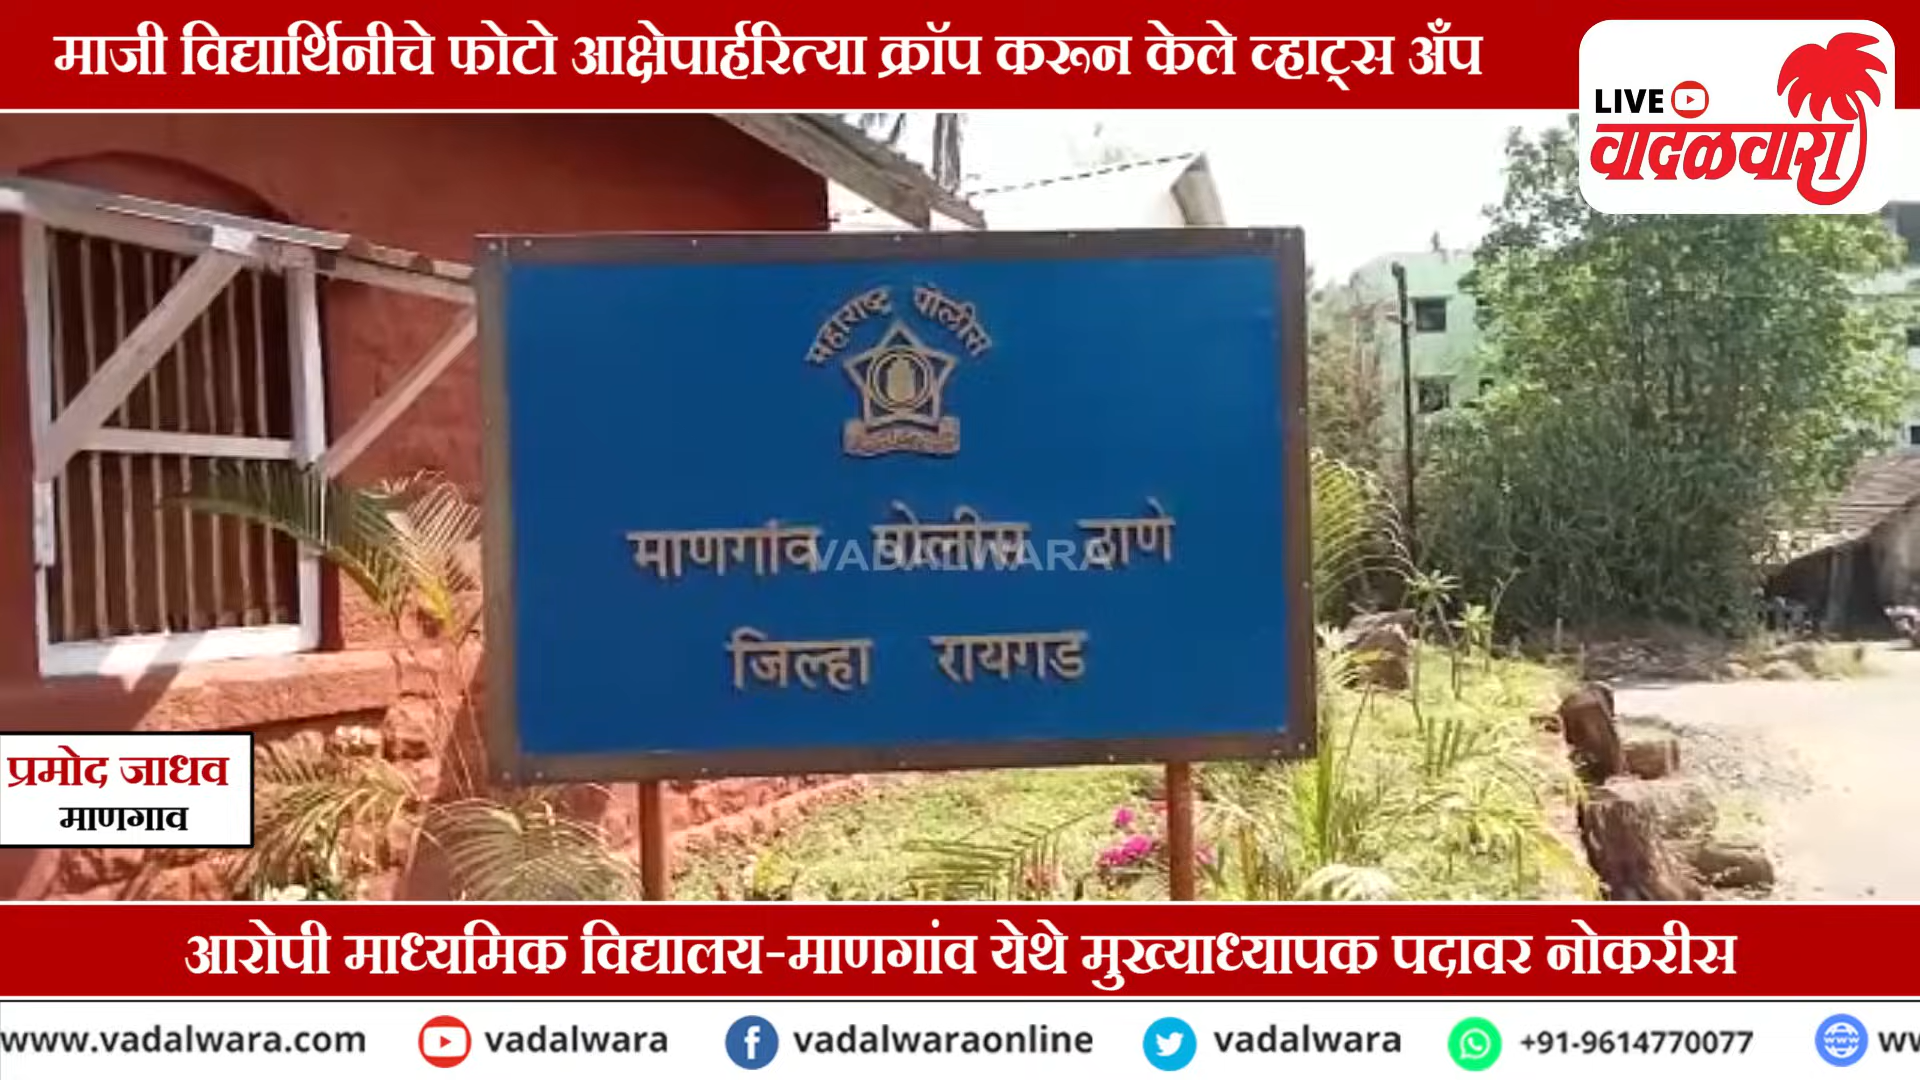 माजी विद्यार्थिनीचे फोटो आक्षेपार्हरित्या क्रॉप करून केले व्हाट्स अँप
LIVE
वादळवारा
महाराष्ट्र पोलीस
माणगांव पोलीस ठाणे
VADALWARA
जिल्हा रायगड
प्रमोद जाधव
माणगाव
आरोपी माध्यमिक विद्यालय-माणगांव येथे मुख्याध्यापक पदावर नोकरीस
www.vadalwara.com vadalwara vadalwaraonline vadalwara +91-9614770077